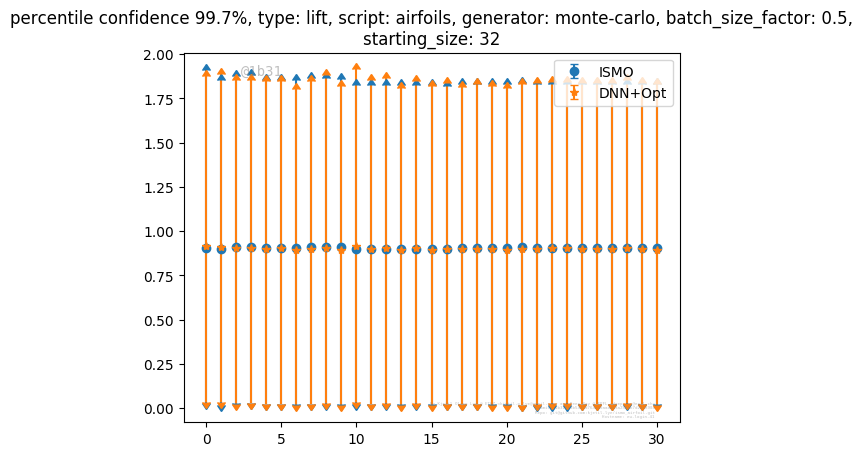 percentile confidence 99.7%, type: lift, script: airfoils, generator: monte-carlo, batch_size_factor: 0.5,
starting_size: 32
2.00
1.75
1.50
1.25
1.00
0.75
0.50
0.25
0.00
ISMO
DNN+Opt
0 5 10 15 20 25 30